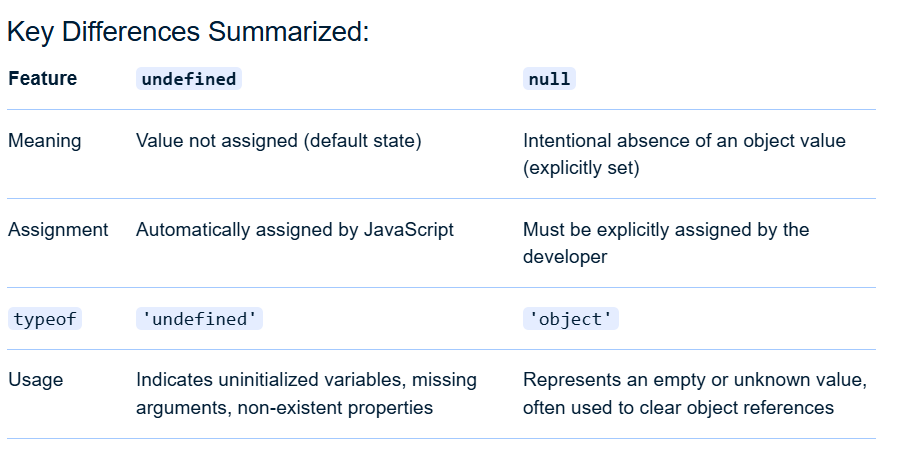 Key Differences Summarized:
Feature undefined null
Meaning Value not assigned (default state) Intentional absence of an object value
(explicitly set)
Assignment Automatically assigned by JavaScript Must be explicitly assigned by the
developer
typeof 'undefined' 'object'
Usage Indicates uninitialized variables, missing Represents an empty or unknown value,
arguments, non-existent properties often used to clear object references